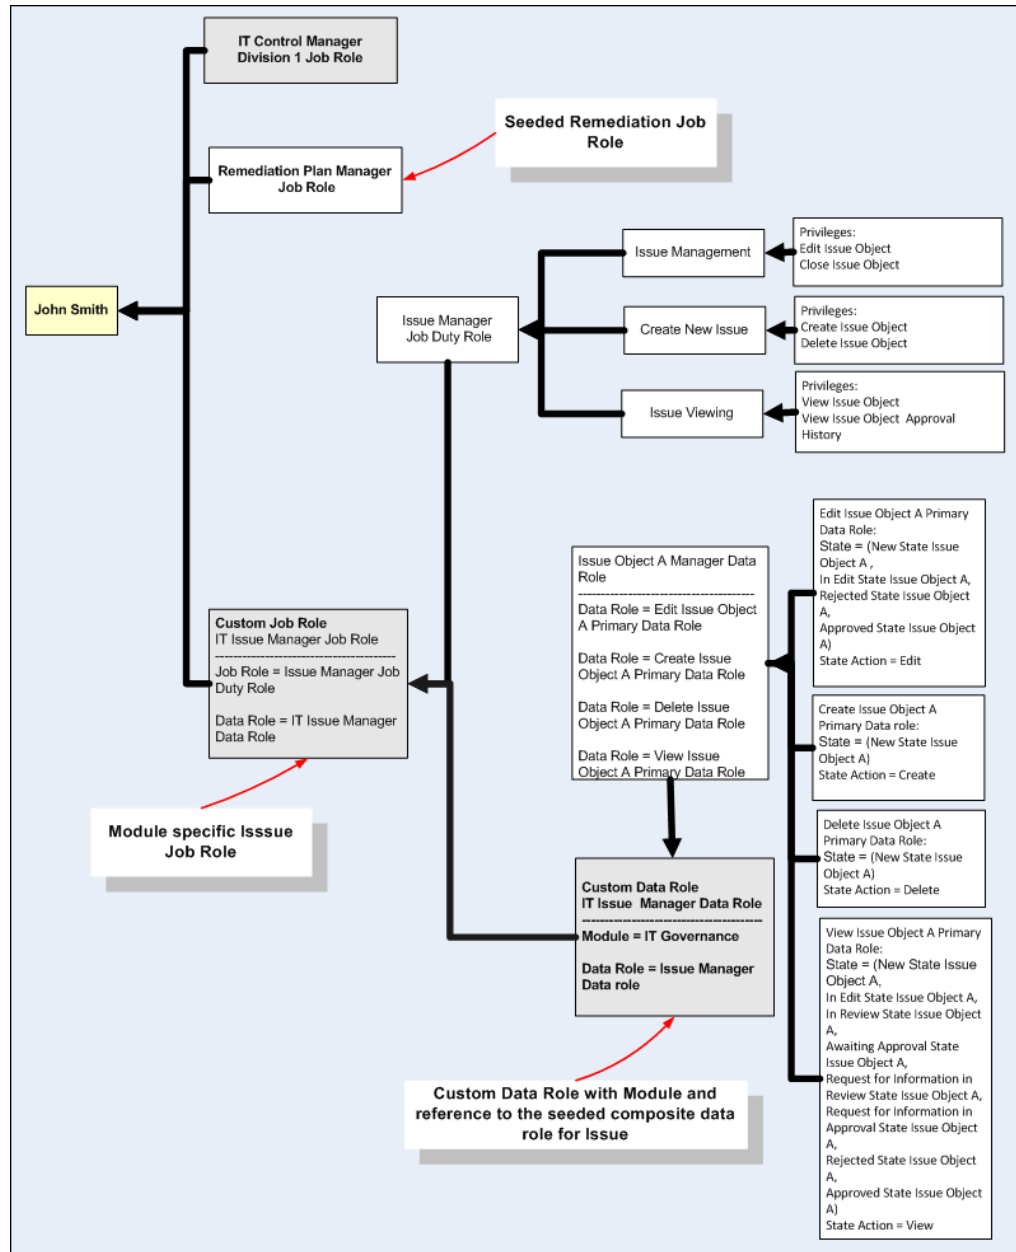 IT Control Manager
Division 1 Job Role
Seeded Remediation Job
Role
Remediation Plan Manager
Job Role
Issue Management
Privileges:
Edit Issue Object
Close Issue Object
John Smith
Issue Manager
Job Duty Role
Create New Issue
Privileges:
Create Issue Object
Delete Issue Object
Issue Viewing
Privileges:
View Issue Object
View Issue Object  Approval
History
Edit Issue Object A Primary
Data Role:
State = (New State Issue
Object A ,
In Edit State Issue Object A,
Rejected State Issue Object
A,
Approved State Issue Object
A)
State Action = Edit
Issue Object A Manager Data
Role
--------------------------------------------
Data Role = Edit Issue Object
A Primary Data Role
Data Role = Create Issue
Object A Primary Data Role
Data Role = Delete Issue
Object A Primary Data Role
Data Role = View Issue
Object A Primary Data Role
Custom Job Role
IT Issue Manager Job Role
--------------------------------------------
Job Role = Issue Manager Job
Duty Role
Data Role = IT Issue Manager
Data Role
Create Issue Object A
Primary Data role:
State = (New State Issue
Object A)
State Action = Create
Module specific Isssue
Job Role
Delete Issue Object A
Primary Data Role:
State = (New State Issue
Object A)
State Action = Delete
Custom Data Role
IT Issue  Manager Data Role
--------------------------------------------
Module = IT Governance
Data Role = Issue Manager
Data role
View Issue Object A Primary
Data Role:
State = (New State Issue
Object A,
In Edit State Issue Object A,
In Review State Issue Object
A,
Awaiting Approval State
Issue Object A,
Request for Information in
Review State Issue Object A,
Request for Information in
Approval State Issue Object
A,
Rejected State Issue Object
A,
Approved State Issue Object
A)
State Action = View
Custom Data Role with Module and
reference to the seeded composite data
role for Issue